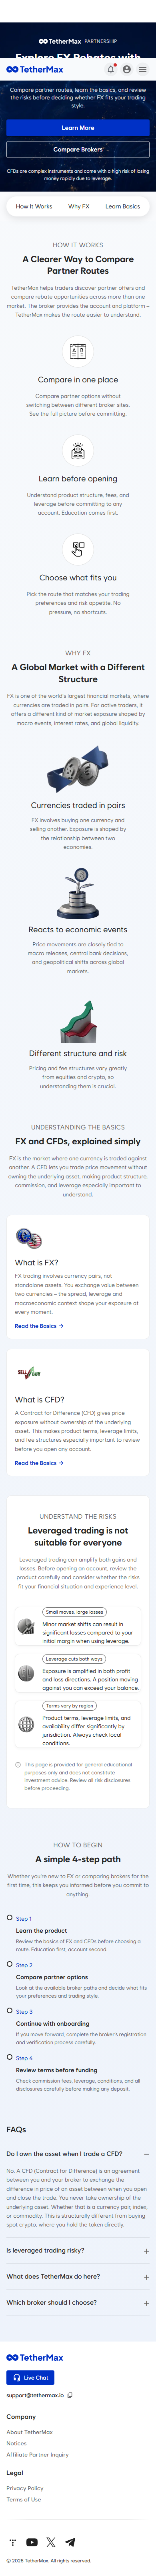 TetherMax PARTNERSHIP
Explore FX Rebates with
TetherMax
Compare partner routes, learn the basics, and review
the risks before deciding whether FX fits your trading
style.
Learn More
Compare Brokers
CFDs are complex instruments and come with a high risk of losing
money rapidly due to leverage.
How It Works
Why FX
Learn Basics
HOW IT WORKS
A Clearer Way to Compare
Partner Routes
TetherMax helps traders discover partner offers and
compare rebate opportunities across more than one
market. The broker provides the account and platform –
TetherMax makes the route easier to understand.
Compare in one place
Compare partner options without
switching between different broker sites.
See the full picture before committing.
Learn before opening
Understand product structure, fees, and
leverage before committing to any
account. Education comes first.
Choose what fits you
Pick the route that matches your trading
preferences and risk appetite. No
pressure, no shortcuts.
WHY FX
A Global Market with a Different
Structure
FX is one of the world's largest financial markets, where
currencies are traded in pairs. For active traders, it
offers a different kind of market exposure shaped by
macro events, interest rates, and global liquidity.
Currencies traded in pairs
FX involves buying one currency and
selling another. Exposure is shaped by
the relationship between two
economies.
Reacts to economic events
Price movements are closely tied to
macro releases, central bank decisions,
and geopolitical shifts across global
markets.
Different structure and risk
Pricing and fee structures vary greatly
from equities and crypto, so
understanding them is crucial.
UNDERSTANDING THE BASICS
FX and CFDs, explained simply
FX is the market where one currency is traded against
another. A CFD lets you trade price movement without
owning the underlying asset, making product structure,
commission, and leverage especially important to
understand.
What is FX?
FX trading involves currency pairs, not
standalone assets. You exchange value between
two currencies – the spread, leverage and
macroeconomic context shape your exposure at
every moment.
Read the Basics →
SELL BUY
What is CFD?
A Contract for Difference (CFD) gives price
exposure without ownership of the underlying
asset. This makes product terms, leverage limits,
and fee structures especially important to review
before you open any account.
Read the Basics →
UNDERSTAND THE RISKS
Leveraged trading is not
suitable for everyone
Leveraged trading can amplify both gains and
losses. Before opening an account, review the
product carefully and consider whether the risks
fit your financial situation and experience level.
Small moves, large losses
Minor market shifts can result in
significant losses compared to your
initial margin when using leverage.
Leverage cuts both ways
Exposure is amplified in both profit
and loss directions. A position moving
against you can exceed your balance.
Terms vary by region
Product terms, leverage limits, and
availability differ significantly by
jurisdiction. Always check local
conditions.
This page is provided for general educational
purposes only and does not constitute
investment advice. Review all risk disclosures
before proceeding.
HOW TO BEGIN
A simple 4-step path
Whether you're new to FX or comparing brokers for the
first time, this keeps you informed before you commit to
anything.
Step 1
Learn the product
Review the basics of FX and CFDs before choosing a
route. Education first, account second.
Step 2
Compare partner options
Look at the available broker paths and decide what fits
your preferences and trading style.
Step 3
Continue with onboarding
If you move forward, complete the broker's registration
and verification process carefully.
Step 4
Review terms before funding
Check commission fees, leverage, conditions, and all
disclosures carefully before making any deposit.
FAQs
Do I own the asset when I trade a CFD?
No. A CFD (Contract for Difference) is an agreement
between you and your broker to exchange the
difference in price of an asset between when you open
and close the trade. You never take ownership of the
underlying asset. Whether that is a currency pair, index,
or commodity. This is structurally different from buying
spot crypto, where you hold the token directly.
Is leveraged trading risky?
What does TetherMax do here?
Which broker should I choose?
TetherMax
Live Chat
support@tethermax.io
Company
About TetherMax
Notices
Affiliate Partner Inquiry
Legal
Privacy Policy
Terms of Use
© 2026 TetherMax. All rights reserved.